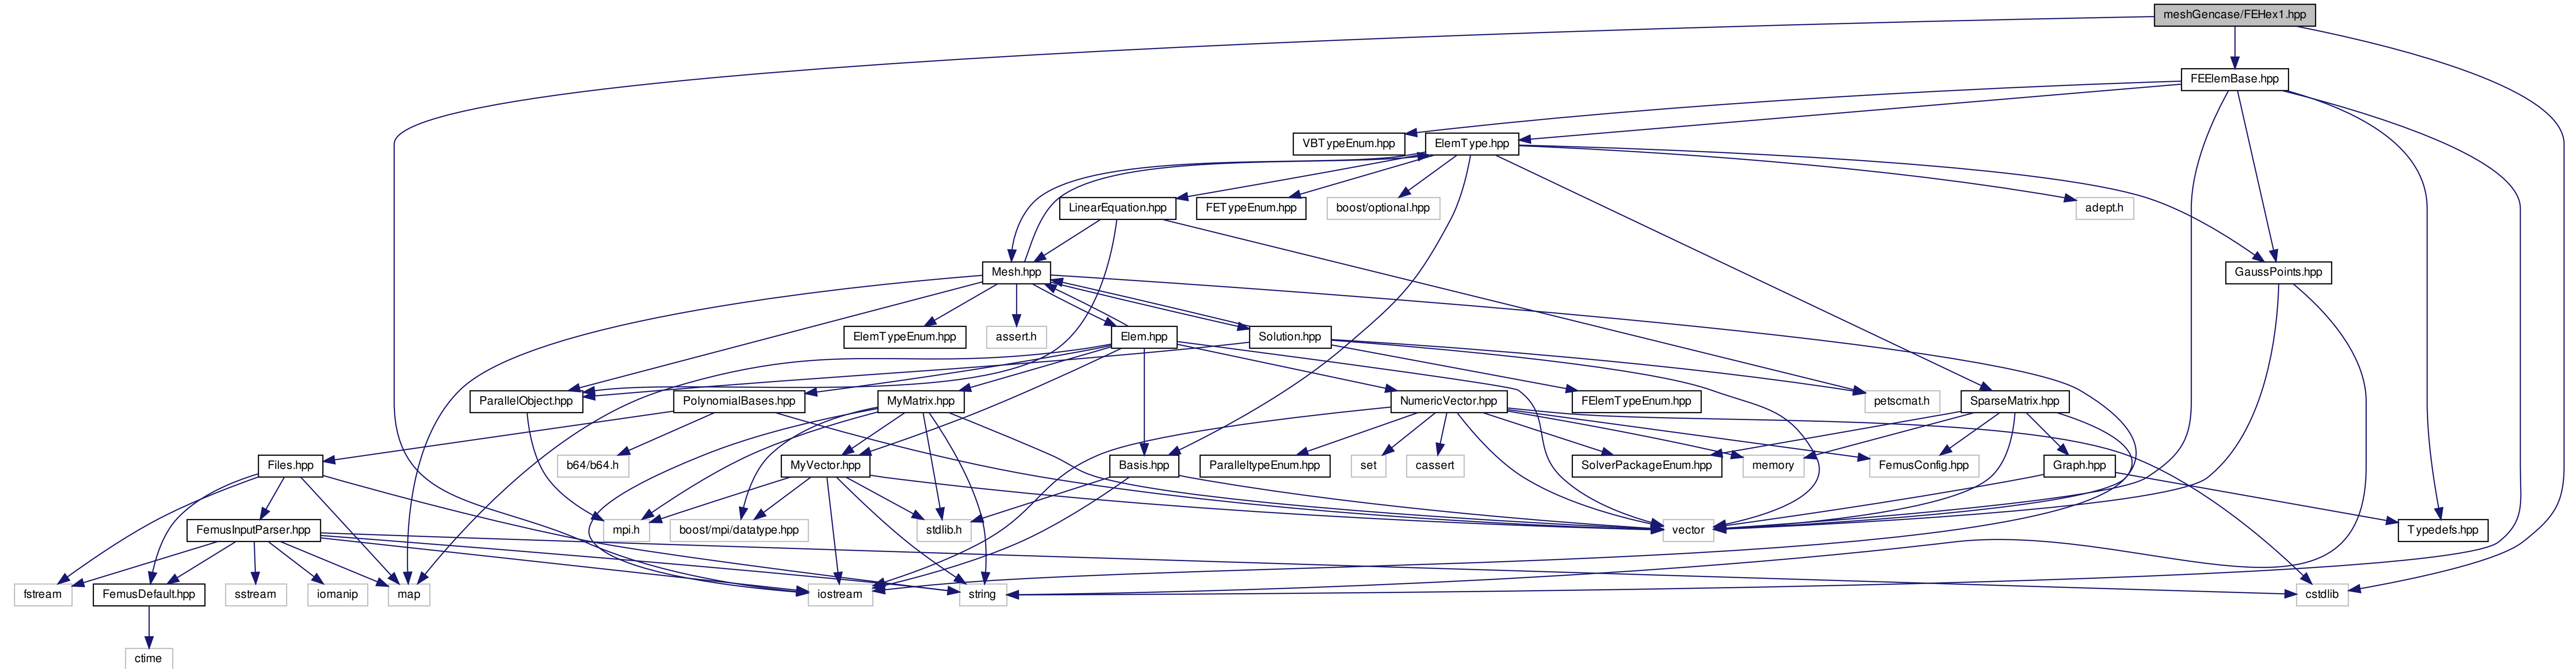 meshGencase/FEHex1.hpp
FEElemBase.hpp
VBTypeEnum.hpp
ElemType.hpp
LinearEquation.hpp
FETypeEnum.hpp
boost/optional.hpp
adept.h
Mesh.hpp
GaussPoints.hpp
ElemTypeEnum.hpp
assert.h
Elem.hpp
Solution.hpp
ParallelObject.hpp
PolynomialBases.hpp
MyMatrix.hpp
NumericVector.hpp
FElemTypeEnum.hpp
petscmat.h
SparseMatrix.hpp
Files.hpp
b64/b64.h
MyVector.hpp
Basis.hpp
ParalleltypeEnum.hpp
set
cassert
SolverPackageEnum.hpp
memory
FemusConfig.hpp
Graph.hpp
FemusInputParser.hpp
mpi.h
boost/mpi/datatype.hpp
stdlib.h
vector
Typedefs.hpp
fstream
FemusDefault.hpp
sstream
iomanip
map
iostream
string
cstdlib
ctime